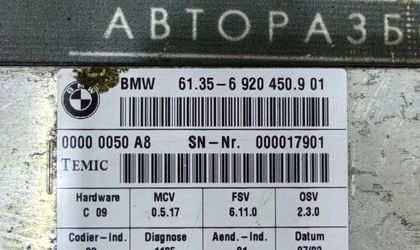 АВТОРАЗБ
BMW 61.35-6 920 450.9 01
0000 0050 A8 SN-Nr. 000017901
TEMIC
Hardware MCV FSV OSV
C 09 0.5.17 6.11.0 2.3.0
Codier-Ind. Diagnose Aend.-Ind. Datum